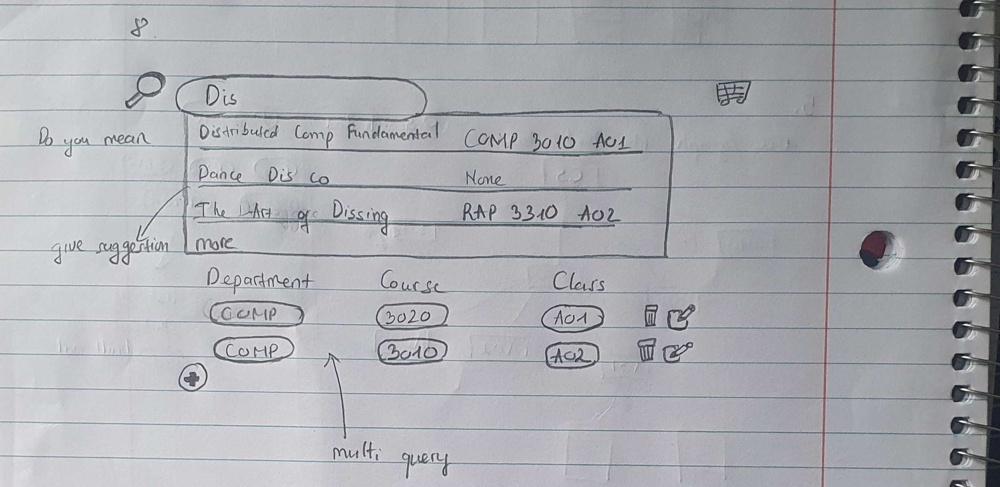 8.
Dis
Do you mean
Distributed Comp Fundamental COMP 3010 A01
Dance Dis co None
The Art of Dissing RAP 3310 A02
give suggestion
more
Department Course Class
COMP 3020 A01
COMP 3010 A02
multi query